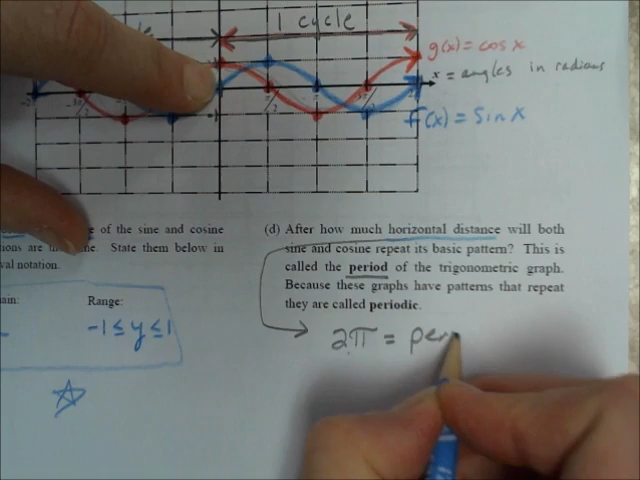 1 cycle
g(x) = cos x
x = angles in radians
f(x) = sin x
of the sine and cosine
State them below in
notation.
Range:
-1 ≤ y ≤ 1
(d) After how much horizontal distance will both
sine and cosine repeat its basic pattern? This is
called the period of the trigonometric graph.
Because these graphs have patterns that repeat
they are called periodic.
2π = per